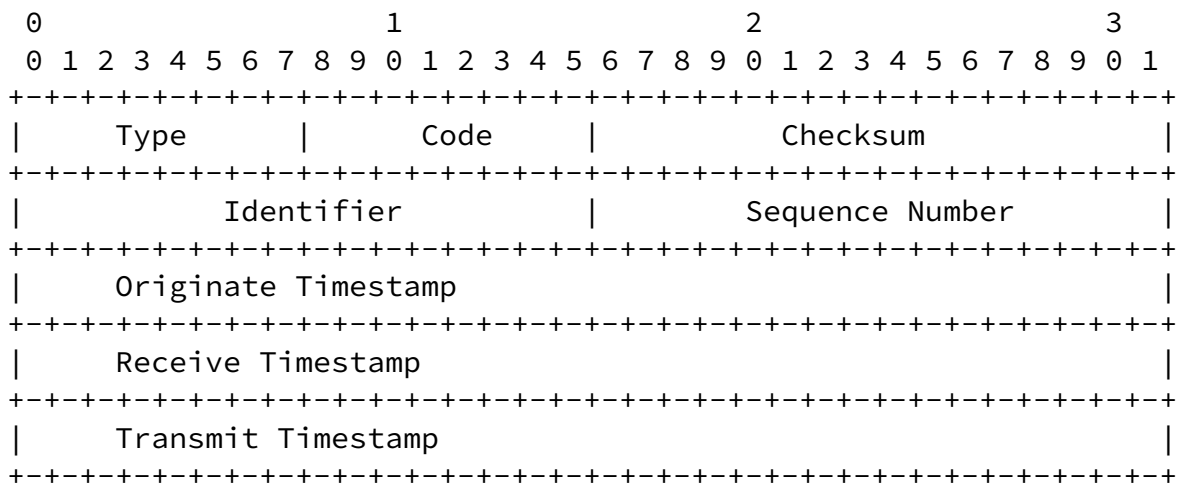 0                   1                   2                   3
 0 1 2 3 4 5 6 7 8 9 0 1 2 3 4 5 6 7 8 9 0 1 2 3 4 5 6 7 8 9 0 1
+-+-+-+-+-+-+-+-+-+-+-+-+-+-+-+-+-+-+-+-+-+-+-+-+-+-+-+-+-+-+-+-+
|     Type      |      Code     |          Checksum             |
+-+-+-+-+-+-+-+-+-+-+-+-+-+-+-+-+-+-+-+-+-+-+-+-+-+-+-+-+-+-+-+-+
|           Identifier          |        Sequence Number        |
+-+-+-+-+-+-+-+-+-+-+-+-+-+-+-+-+-+-+-+-+-+-+-+-+-+-+-+-+-+-+-+-+
|     Originate Timestamp                                       |
+-+-+-+-+-+-+-+-+-+-+-+-+-+-+-+-+-+-+-+-+-+-+-+-+-+-+-+-+-+-+-+-+
|     Receive Timestamp                                         |
+-+-+-+-+-+-+-+-+-+-+-+-+-+-+-+-+-+-+-+-+-+-+-+-+-+-+-+-+-+-+-+-+
|     Transmit Timestamp                                        |
+-+-+-+-+-+-+-+-+-+-+-+-+-+-+-+-+-+-+-+-+-+-+-+-+-+-+-+-+-+-+-+-+